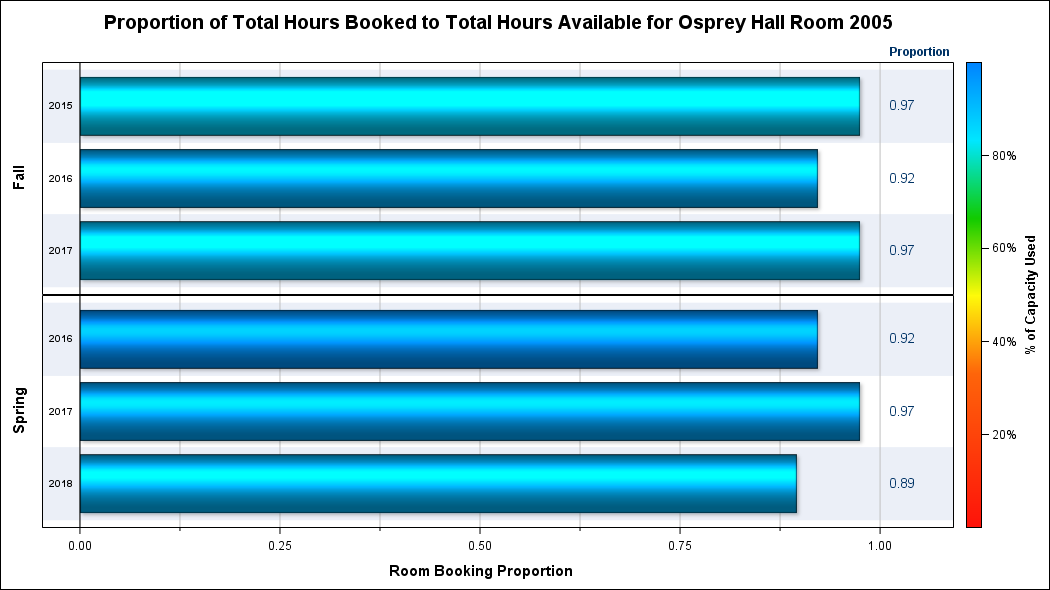 Proportion of Total Hours Booked to Total Hours Available for Osprey Hall Room 2005
Proportion
Fall
2015 0.97
2016 0.92
2017 0.97
Spring
2016 0.92
2017 0.97
2018 0.89
0.00 0.25 0.50 0.75 1.00
Room Booking Proportion
80%
60%
40%
20%
% of Capacity Used